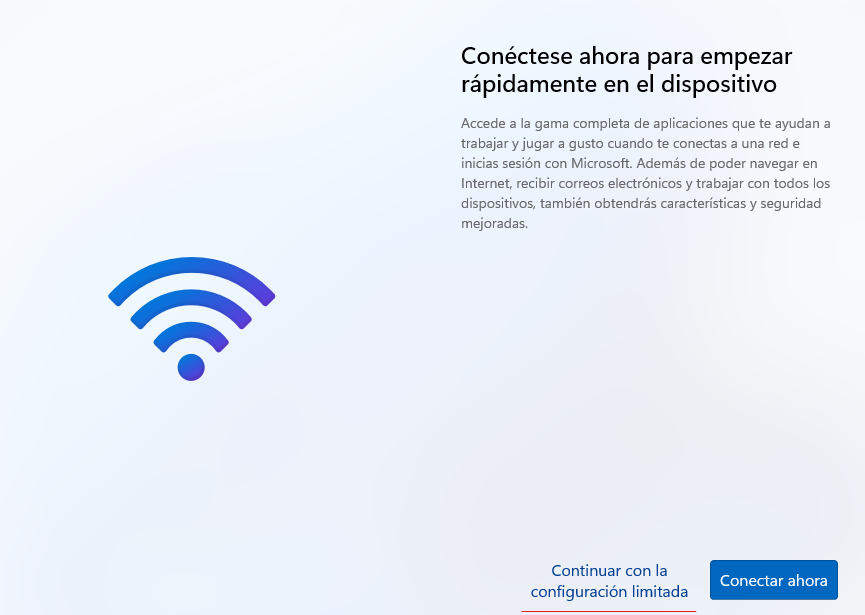 Conéctese ahora para empezar
rápidamente en el dispositivo
Accede a la gama completa de aplicaciones que te ayudan a
trabajar y jugar a gusto cuando te conectas a una red e
inicias sesión con Microsoft. Además de poder navegar en
Internet, recibir correos electrónicos y trabajar con todos los
dispositivos, también obtendrás características y seguridad
mejoradas.
Continuar con la
configuración limitada
Conectar ahora